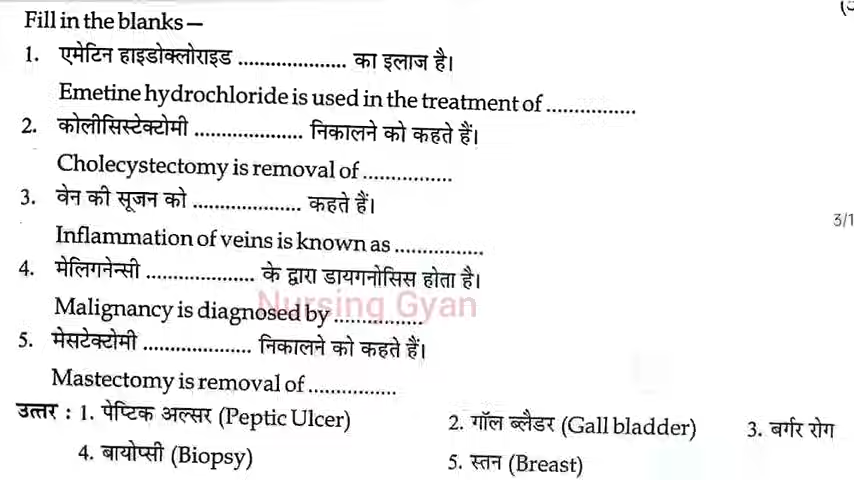 Fill in the blanks—
1. एमेटिन हाइडोक्लोराइड ..................... का इलाज है।
Emetine hydrochloride is used in the treatment of ................
2. कोलीसिस्टेक्टोमी ..................... निकालने को कहते हैं।
Cholecystectomy is removal of ................
3. वेन की सूजन को ..................... कहते हैं।
3/1
Inflammation of veins is known as ................
4. मेलिगनेन्सी ..................... के द्वारा डायगनोसिस होता है।
Nursing Gyan
Malignancy is diagnosed by ................
5. मेसटेक्टोमी ..................... निकालने को कहते हैं।
Mastectomy is removal of ................
उत्तर : 1. पेप्टिक अल्सर (Peptic Ulcer) 2. गॉल ब्लैडर (Gall bladder) 3. बर्गर रोग
4. बायोप्सी (Biopsy) 5. स्तन (Breast)